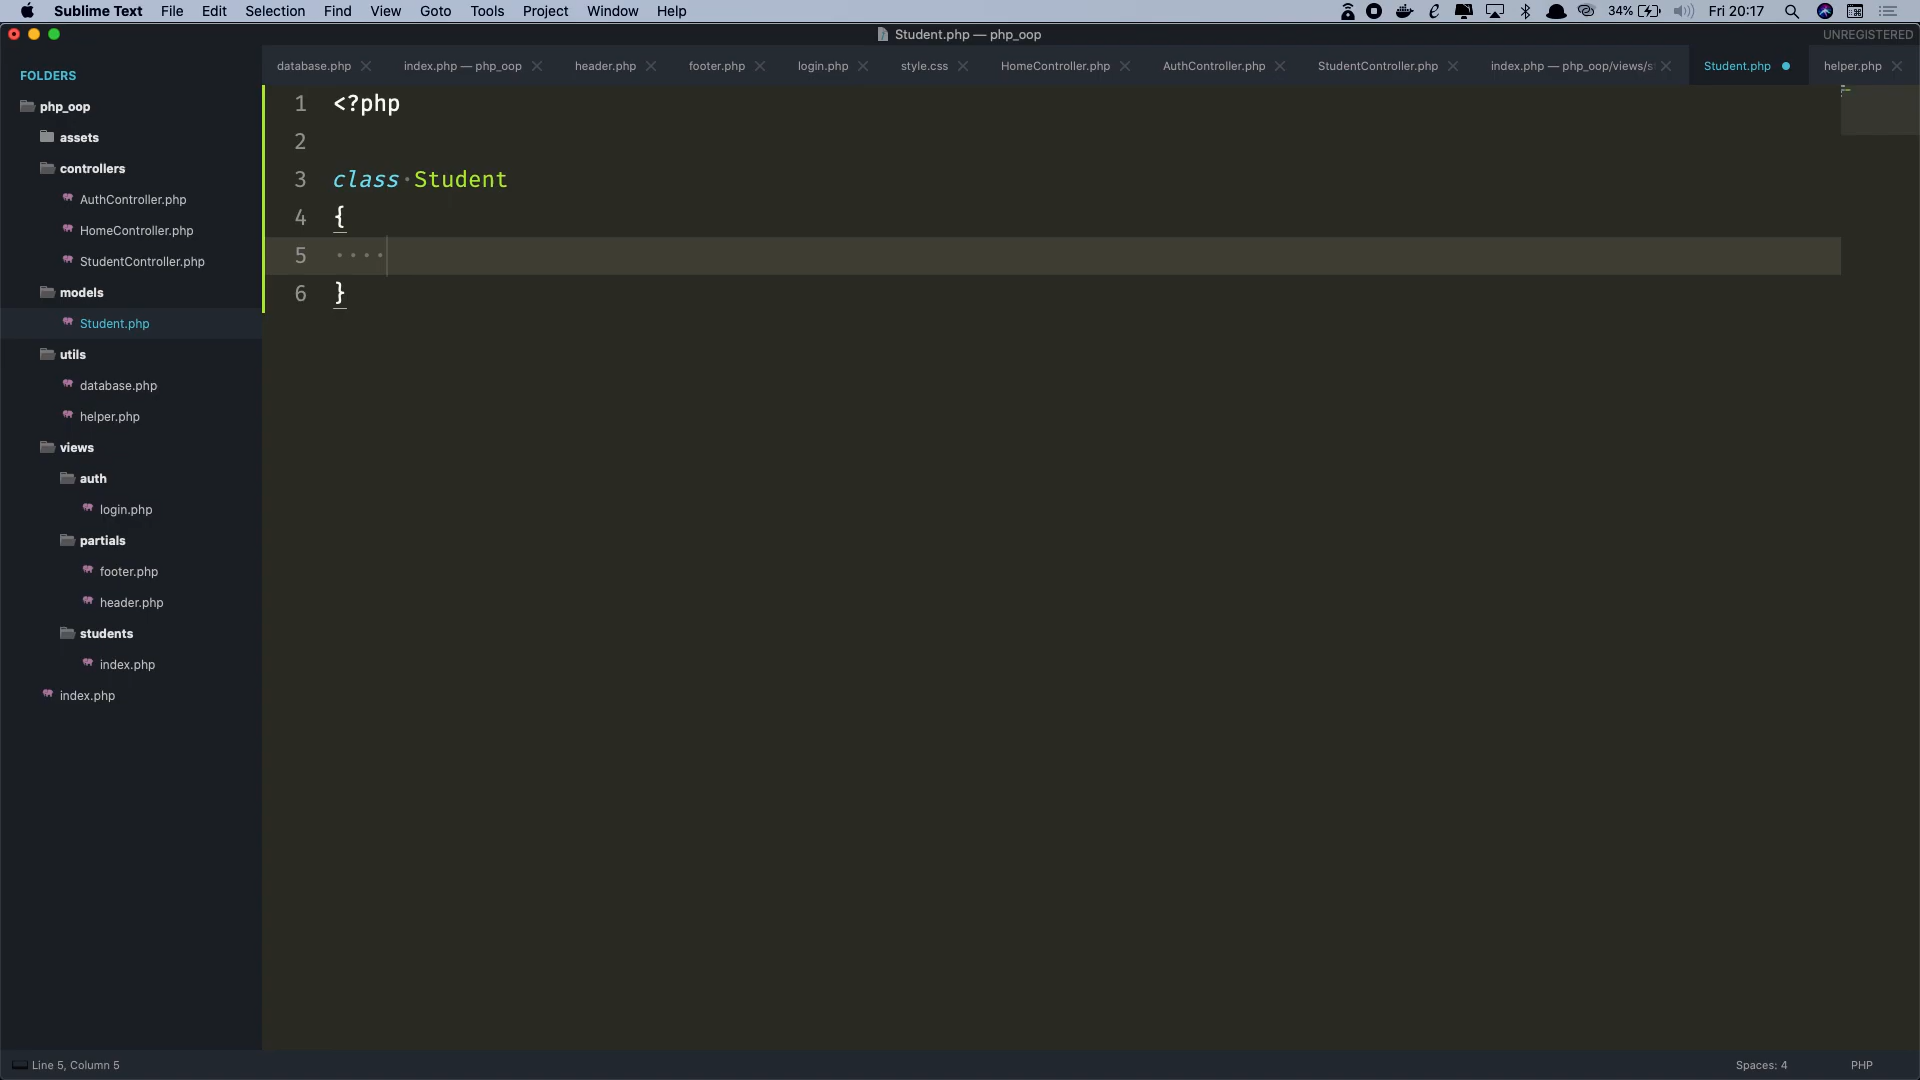 Sublime Text File Edit Selection Find View Goto Tools Project Window Help 34% Fri 20:17
Student.php — php_oop UNREGISTERED
database.php index.php — php_oop header.php footer.php login.php style.css HomeController.php AuthController.php StudentController.php index.php — php_oop/views/s Student.php helper.php
FOLDERS
php_oop
assets
controllers
AuthController.php
HomeController.php
StudentController.php
models
Student.php
utils
database.php
helper.php
views
auth
login.php
partials
footer.php
header.php
students
index.php
index.php
1 <?php
2
3 class Student
4 {
5
6 }
Line 5, Column 5 Spaces: 4 PHP